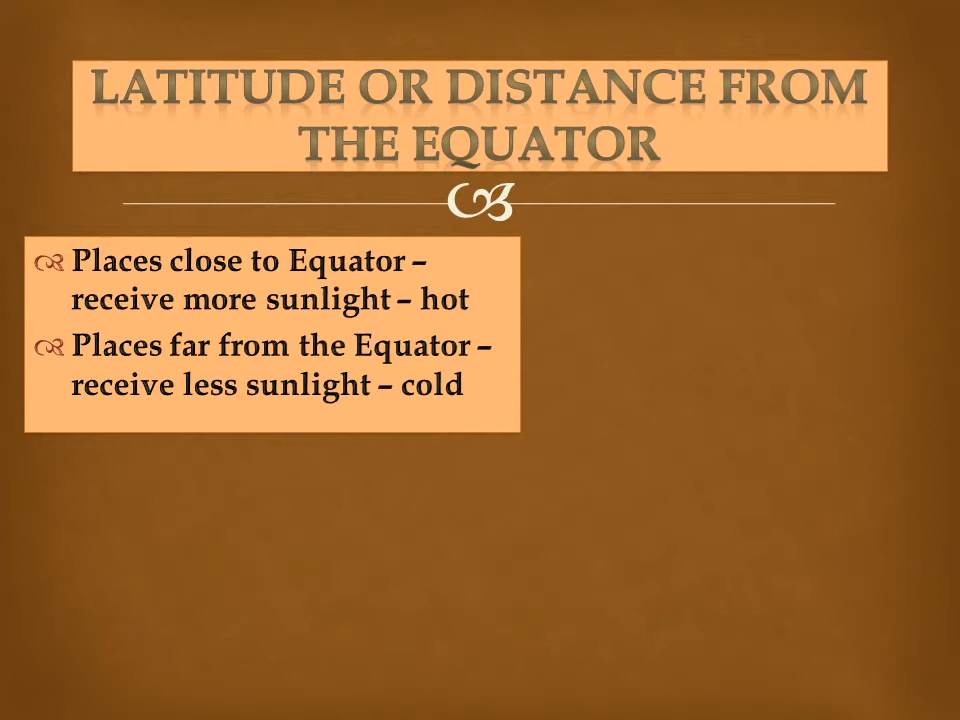 LATITUDE OR DISTANCE FROM
THE EQUATOR
Places close to Equator –
receive more sunlight – hot
Places far from the Equator –
receive less sunlight – cold